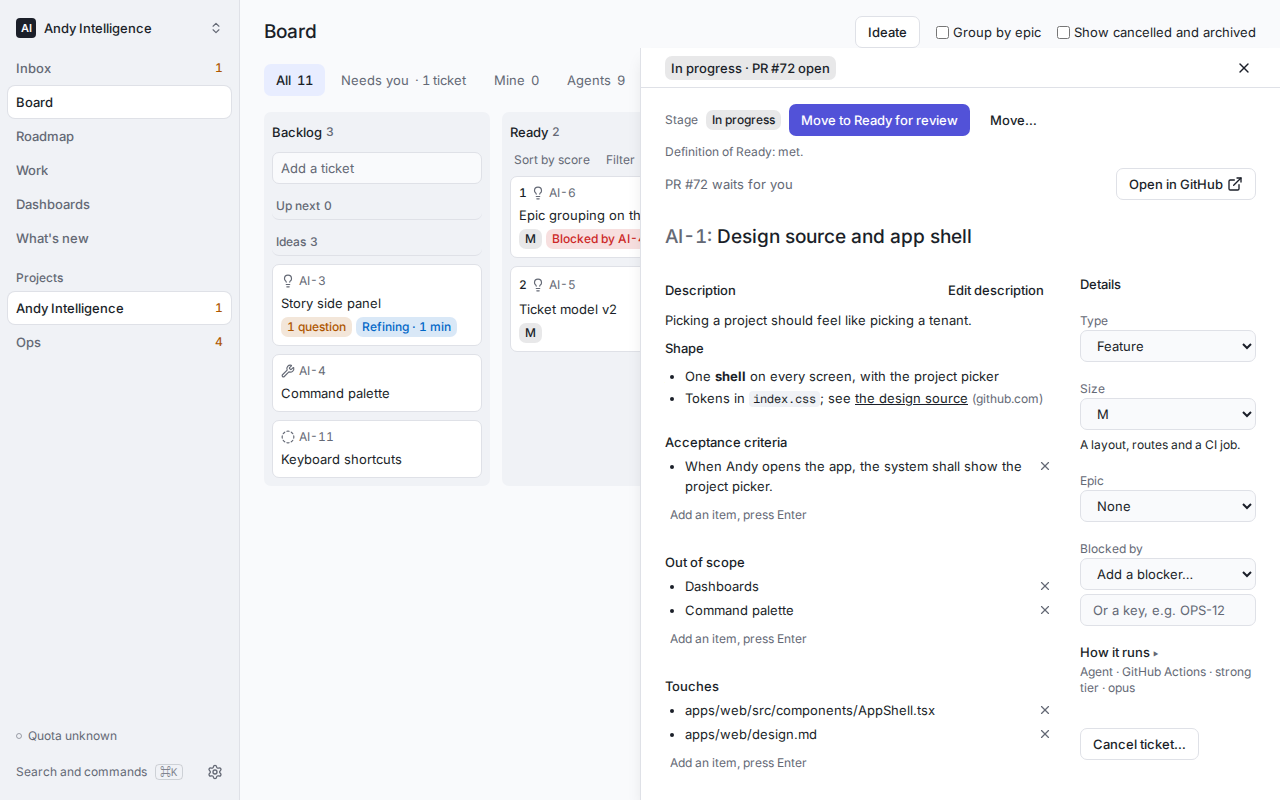 AI Andy Intelligence
Inbox 1
Board
Roadmap
Work
Dashboards
What's new
Projects
Andy Intelligence 1
Ops 4
Quota unknown
Search and commands ⌘K
Board
Ideate
Group by epic
Show cancelled and archived
All 11
Needs you · 1 ticket
Mine 0
Agents 9
Backlog 3
Add a ticket
Up next 0
Ideas 3
AI-3
Story side panel
1 question
Refining · 1 min
AI-4
Command palette
AI-11
Keyboard shortcuts
Ready 2
Sort by score Filter
1 AI-6
Epic grouping on th
M Blocked by AI-
2 AI-5
Ticket model v2
M
In progress · PR #72 open
Stage In progress Move to Ready for review Move...
Definition of Ready: met.
PR #72 waits for you
Open in GitHub
AI-1: Design source and app shell
Description
Edit description
Picking a project should feel like picking a tenant.
Shape
• One shell on every screen, with the project picker
• Tokens in index.css; see the design source (github.com)
Acceptance criteria
• When Andy opens the app, the system shall show the
project picker.
Add an item, press Enter
Out of scope
• Dashboards
• Command palette
Add an item, press Enter
Touches
• apps/web/src/components/AppShell.tsx
• apps/web/design.md
Add an item, press Enter
Details
Type
Feature
Size
M
A layout, routes and a CI job.
Epic
None
Blocked by
Add a blocker...
Or a key, e.g. OPS-12
How it runs ▸
Agent · GitHub Actions · strong
tier · opus
Cancel ticket...